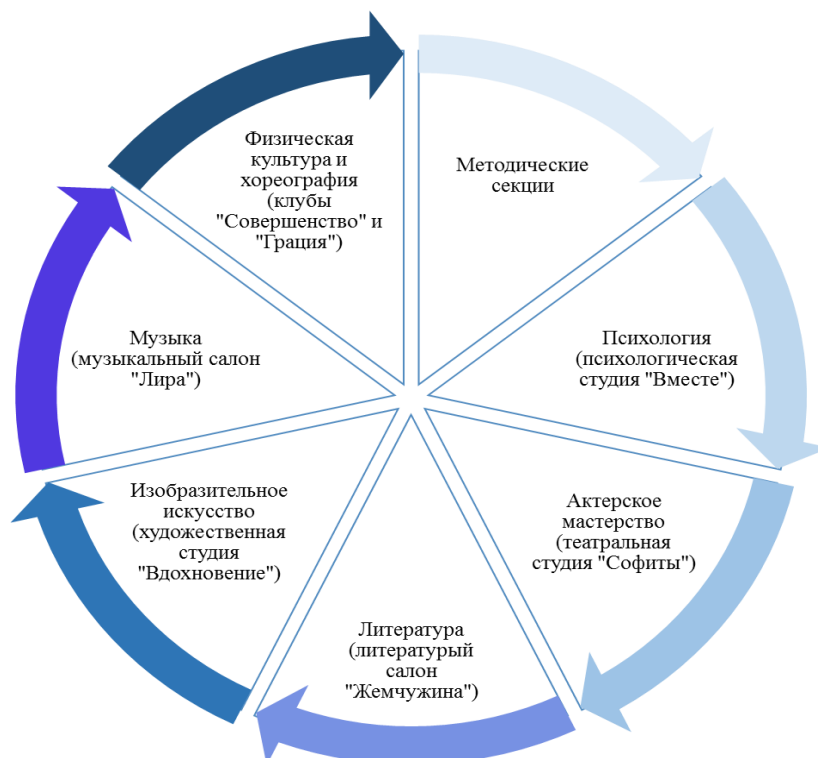 Методические
секции
Психология
(психологическая
студия "Вместе")
Актерское
мастерство
(театральная
студия "Софиты")
Литература
(литературый
салон
"Жемчужина")
Изобразительное
искусство
(художественная
студия
"Вдохновение")
Музыка
(музыкальный салон
"Лира")
Физическая
культура и
хореография
(клубы
"Совершенство" и
"Грация")